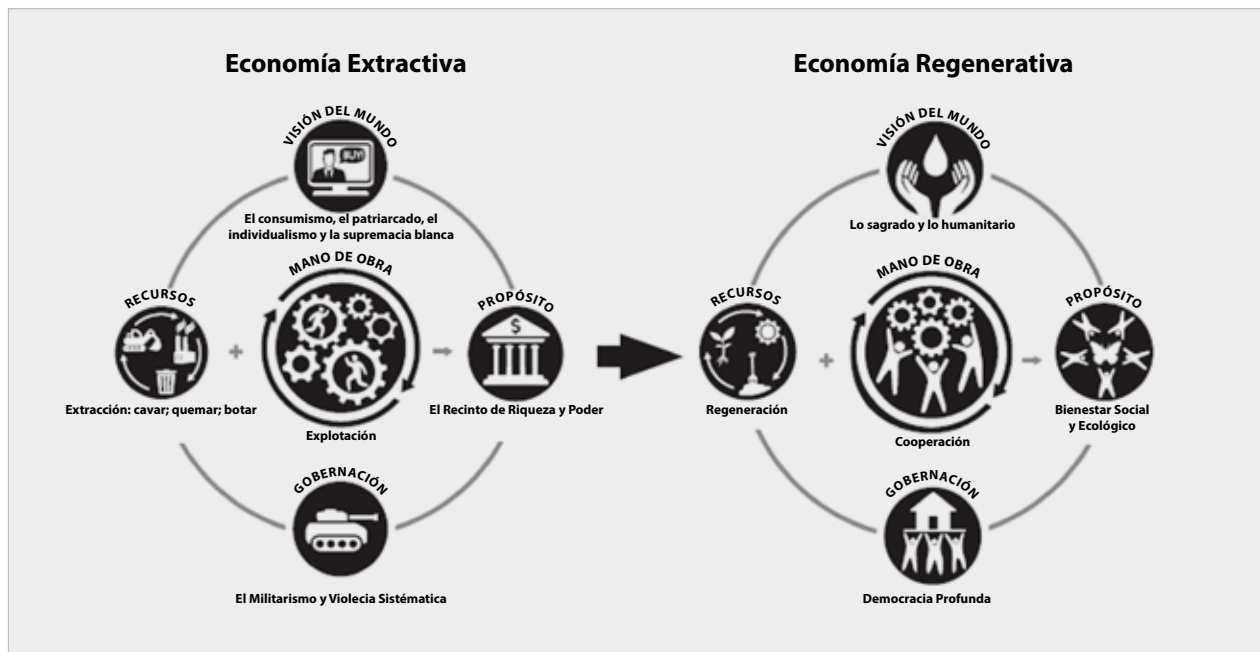 Economía Extractiva
VISIÓN DEL MUNDO
BUY!
El consumismo, el patriarcado, el
individualismo y la supremacia blanca
RECURSOS
Extracción: cavar; quemar; botar
+
MANO DE OBRA
Explotación
PROPÓSITO
$
El Recinto de Riqueza y Poder
GOBERNACIÓN
El Militarismo y Violecia Sistématica
Economía Regenerativa
VISIÓN DEL MUNDO
Lo sagrado y lo humanitario
RECURSOS
Regeneración
+
MANO DE OBRA
Cooperación
PROPÓSITO
Bienestar Social
y Ecológico
GOBERNACIÓN
Democracia Profunda